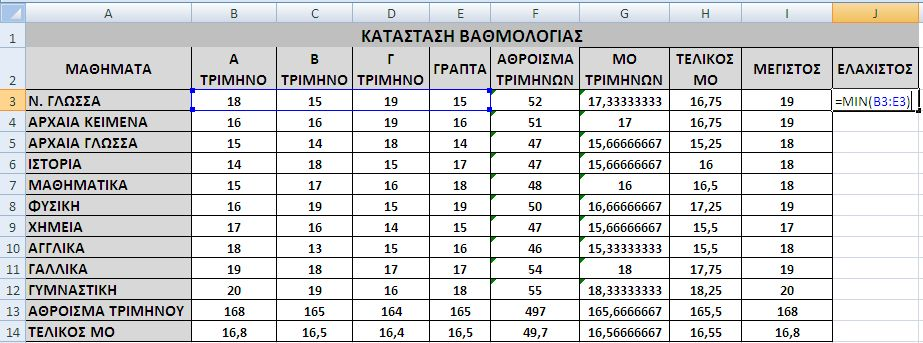 A B C D E F G H I J
1 ΚΑΤΑΣΤΑΣΗ ΒΑΘΜΟΛΟΓΙΑΣ
2 ΜΑΘΗΜΑΤΑ Α ΤΡΙΜΗΝΟ Β ΤΡΙΜΗΝΟ Γ ΤΡΙΜΗΝΟ ΓΡΑΠΤΑ ΑΘΡΟΙΣΜΑ ΤΡΙΜΗΝΩΝ ΜΟ ΤΡΙΜΗΝΩΝ ΤΕΛΙΚΟΣ ΜΟ ΜΕΓΙΣΤΟΣ ΕΛΑΧΙΣΤΟΣ
3 Ν. ΓΛΩΣΣΑ 18 15 19 15 52 17,33333333 16,75 19 =MIN(B3:E3)
4 ΑΡΧΑΙΑ ΚΕΙΜΕΝΑ 16 16 19 16 51 17 16,75 19
5 ΑΡΧΑΙΑ ΓΛΩΣΣΑ 15 14 18 14 47 15,66666667 15,25 18
6 ΙΣΤΟΡΙΑ 14 18 15 17 47 15,66666667 16 18
7 ΜΑΘΗΜΑΤΙΚΑ 15 17 16 18 48 16 16,5 18
8 ΦΥΣΙΚΗ 16 19 15 19 50 16,66666667 17,25 19
9 ΧΗΜΕΙΑ 17 16 14 15 47 15,66666667 15,5 17
10 ΑΓΓΛΙΚΑ 18 13 15 16 46 15,33333333 15,5 18
11 ΓΑΛΛΙΚΑ 19 18 17 17 54 18 17,75 19
12 ΓΥΜΝΑΣΤΙΚΗ 20 19 16 18 55 18,33333333 18,25 20
13 ΑΘΡΟΙΣΜΑ ΤΡΙΜΗΝΟΥ 168 165 164 165 497 165,6666667 165,5 168
14 ΤΕΛΙΚΟΣ ΜΟ 16,8 16,5 16,4 16,5 49,7 16,56666667 16,55 16,8